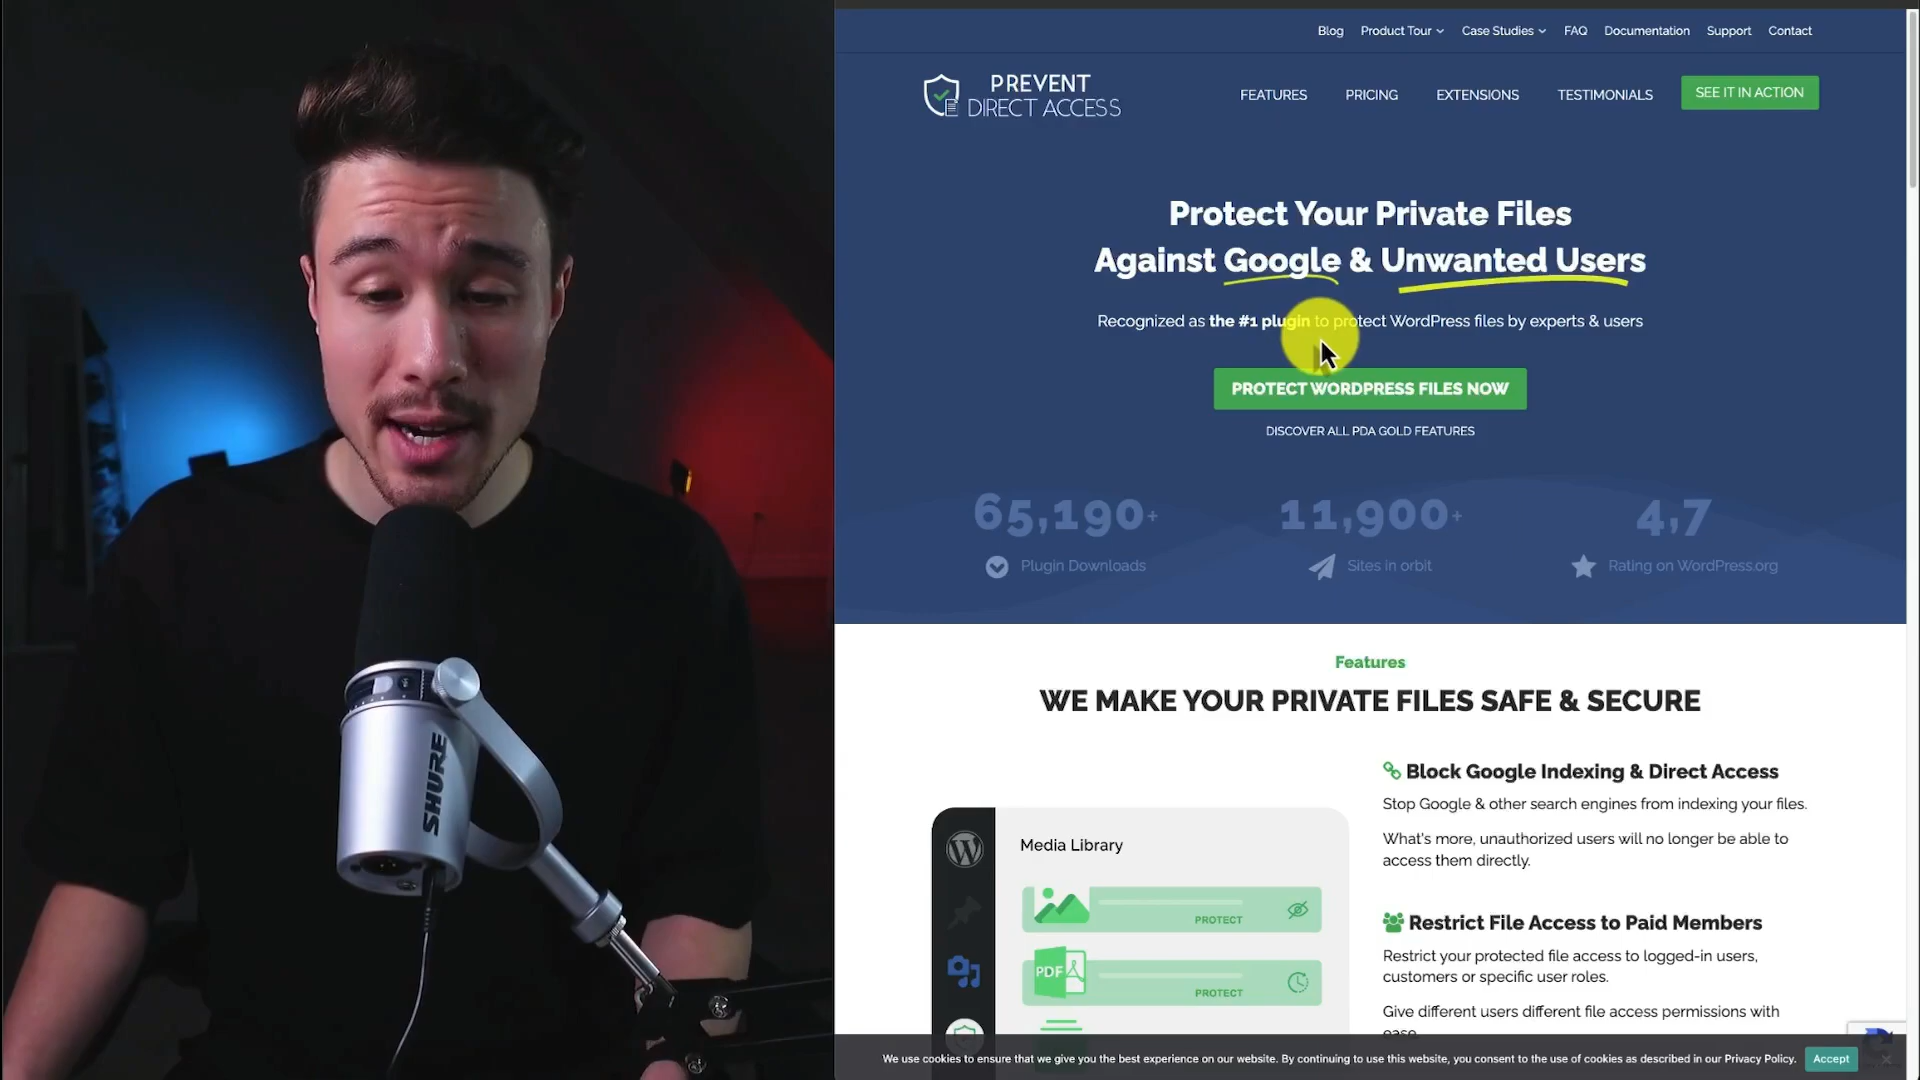 Blog Product Tour Case Studies FAQ Documentation Support Contact
PREVENT
DIRECT ACCESS
FEATURES PRICING EXTENSIONS TESTIMONIALS SEE IT IN ACTION
Protect Your Private Files
Against Google & Unwanted Users
Recognized as the #1 plugin to protect WordPress files by experts & users
PROTECT WORDPRESS FILES NOW
DISCOVER ALL PDA GOLD FEATURES
65,190+ 11,900+ 4,7
Plugin Downloads Sites in orbit Rating on WordPress.org
Features
WE MAKE YOUR PRIVATE FILES SAFE & SECURE
Block Google Indexing & Direct Access
Stop Google & other search engines from indexing your files.
What's more, unauthorized users will no longer be able to
access them directly.
Restrict File Access to Paid Members
Restrict your protected file access to logged-in users,
customers or specific user roles.
Give different users different file access permissions with
ease.
Media Library
PROTECT
PDF
PROTECT
SHURE
We use cookies to ensure that we give you the best experience on our website. By continuing to use this website, you consent to the use of cookies as described in our Privacy Policy. Accept